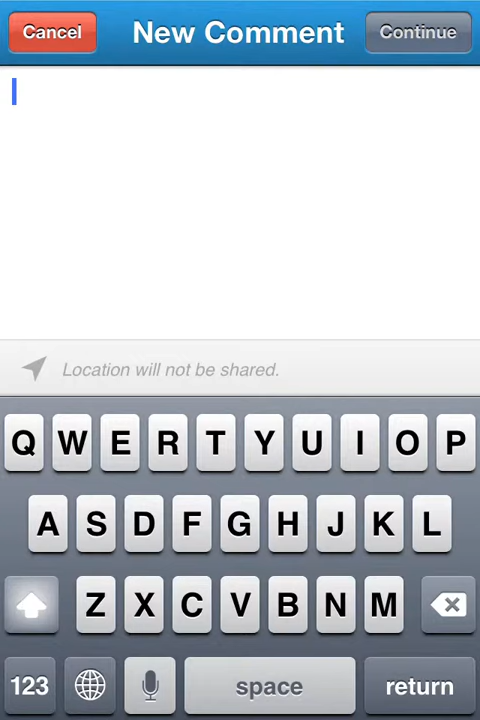 Cancel New Comment Continue
Location will not be shared.
Q W E R T Y U I O P
A S D F G H J K L
Z X C V B N M
123 space return